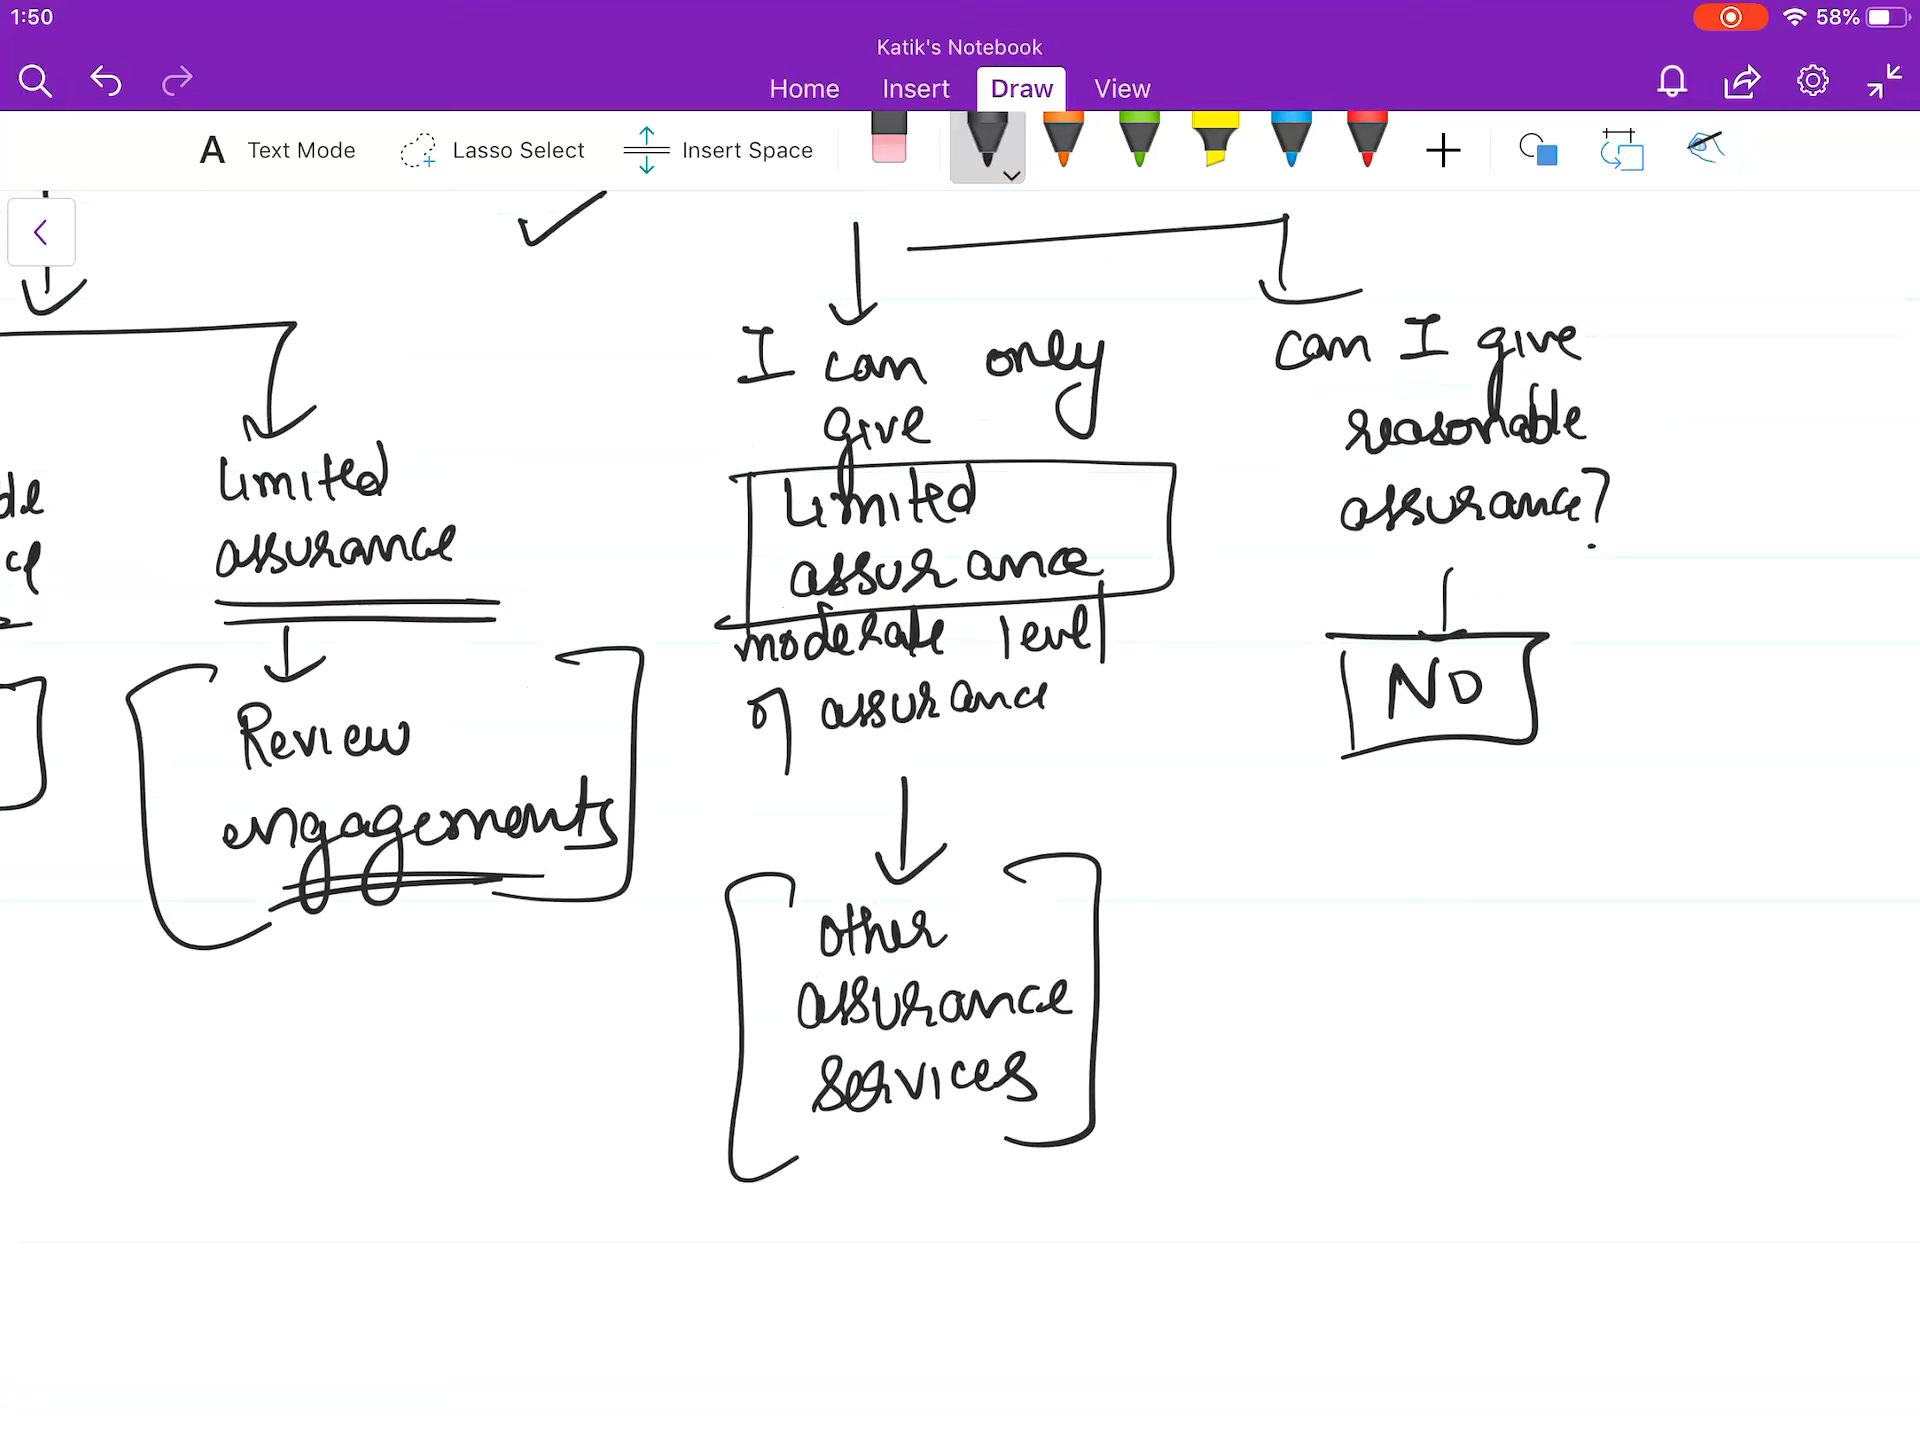 1:50
58%
Katik's Notebook
Home Insert Draw View
A Text Mode Lasso Select Insert Space
I can only
give
Limited
assurance
moderate level
of assurance
other
assurance
services
can I give
reasonable
assurance?
NO
Limited
assurance
Review
engagements